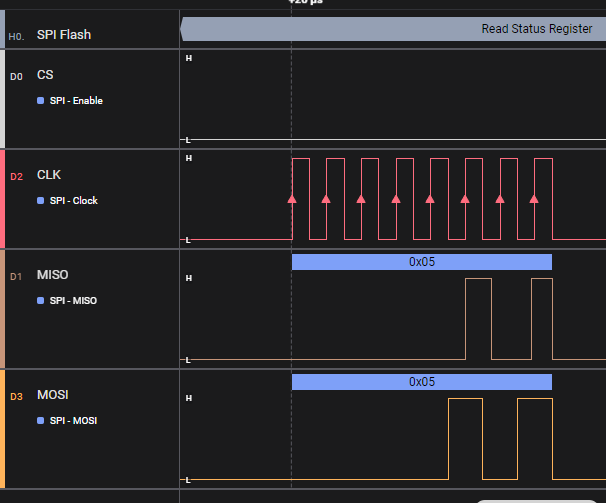 +20 µs
H0. SPI Flash
Read Status Register
D0 CS
SPI - Enable
H
L
D2 CLK
SPI - Clock
H
L
D1 MISO
SPI - MISO
0x05
H
L
D3 MOSI
SPI - MOSI
0x05
H
L